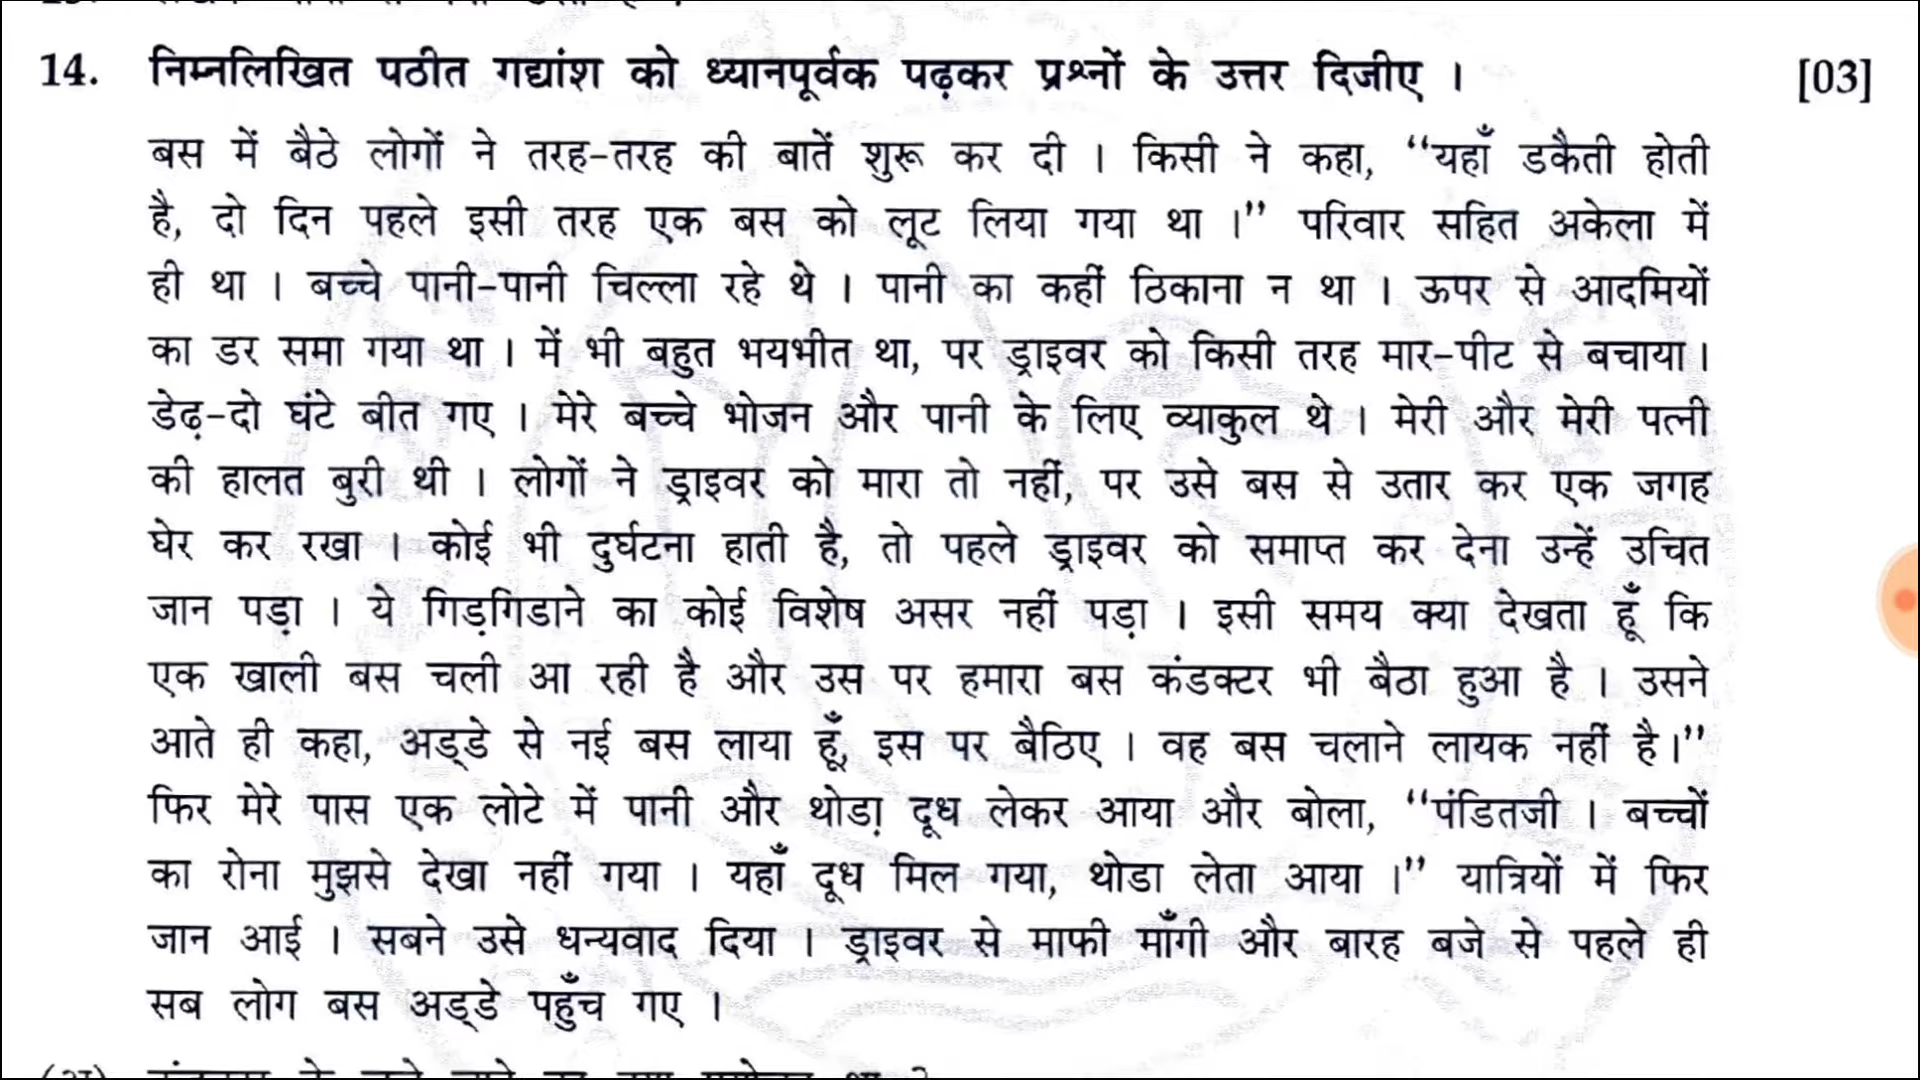 14. निम्नलिखित पठीत गद्यांश को ध्यानपूर्वक पढ़कर प्रश्नों के उत्तर दिजीए । [03]
बस में बैठे लोगों ने तरह-तरह की बातें शुरू कर दी । किसी ने कहा, “यहाँ डकैती होती
है, दो दिन पहले इसी तरह एक बस को लूट लिया गया था ।” परिवार सहित अकेला में
ही था । बच्चे पानी-पानी चिल्ला रहे थे । पानी का कहीं ठिकाना न था । ऊपर से आदमियों
का डर समा गया था । में भी बहुत भयभीत था, पर ड्राइवर को किसी तरह मार-पीट से बचाया ।
डेढ़-दो घंटे बीत गए । मेरे बच्चे भोजन और पानी के लिए व्याकुल थे । मेरी और मेरी पत्नी
की हालत बुरी थी । लोगों ने ड्राइवर को मारा तो नहीं, पर उसे बस से उतार कर एक जगह
घेर कर रखा । कोई भी दुर्घटना हाती है, तो पहले ड्राइवर को समाप्त कर देना उन्हें उचित
जान पड़ा । ये गिड़गिडाने का कोई विशेष असर नहीं पड़ा । इसी समय क्या देखता हूँ कि
एक खाली बस चली आ रही है और उस पर हमारा बस कंडक्टर भी बैठा हुआ है । उसने
आते ही कहा, अड्डे से नई बस लाया हूँ, इस पर बैठिए । वह बस चलाने लायक नहीं है।”
फिर मेरे पास एक लोटे में पानी और थोडा़ दूध लेकर आया और बोला, “पंडितजी । बच्चों
का रोना मुझसे देखा नहीं गया । यहाँ दूध मिल गया, थोडा लेता आया ।” यात्रियों में फिर
जान आई । सबने उसे धन्यवाद दिया । ड्राइवर से माफी माँगी और बारह बजे से पहले ही
सब लोग बस अड्डे पहुँच गए ।